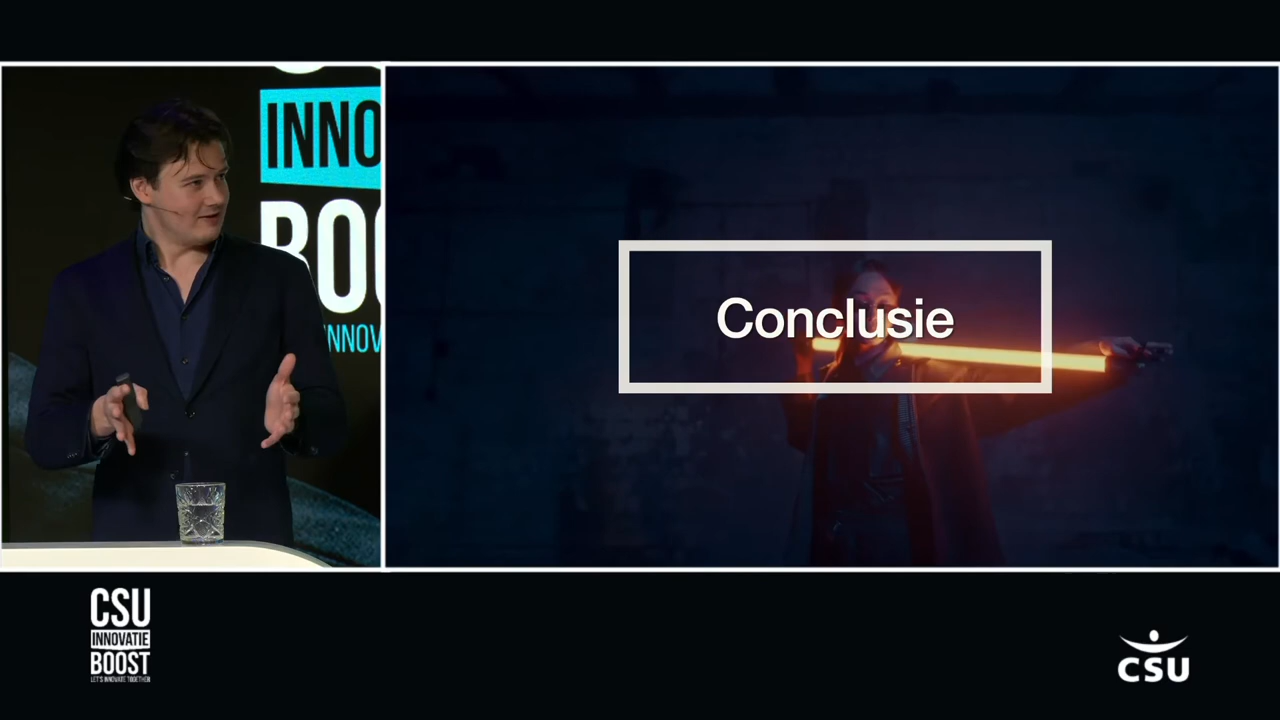 INNO
BOO
INNOV
Conclusie
CSU
INNOVATIE
BOOST
LET'S INNOVATE TOGETHER
CSU